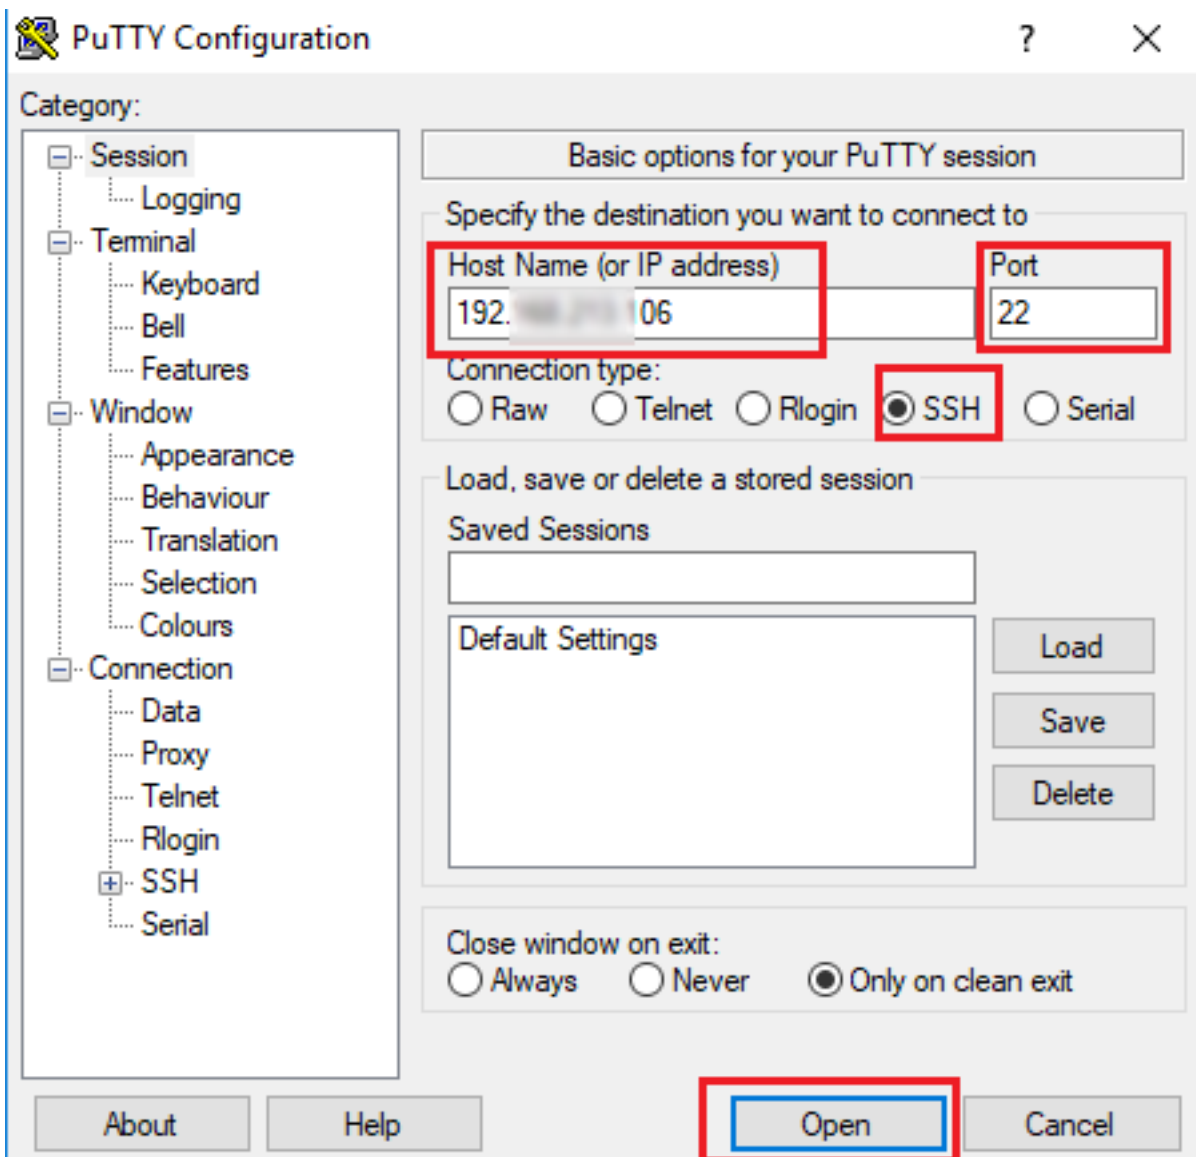 PuTTY Configuration
?
Category:
Session
Logging
Terminal
Keyboard
Bell
Features
Window
Appearance
Behaviour
Translation
Selection
Colours
Connection
Data
Proxy
Telnet
Rlogin
SSH
Serial
Basic options for your PuTTY session
Specify the destination you want to connect to
Host Name (or IP address) Port
192. 06 22
Connection type:
Raw Telnet Rlogin SSH Serial
Load, save or delete a stored session
Saved Sessions
Default Settings
Load
Save
Delete
Close window on exit:
Always Never Only on clean exit
About Help Open Cancel